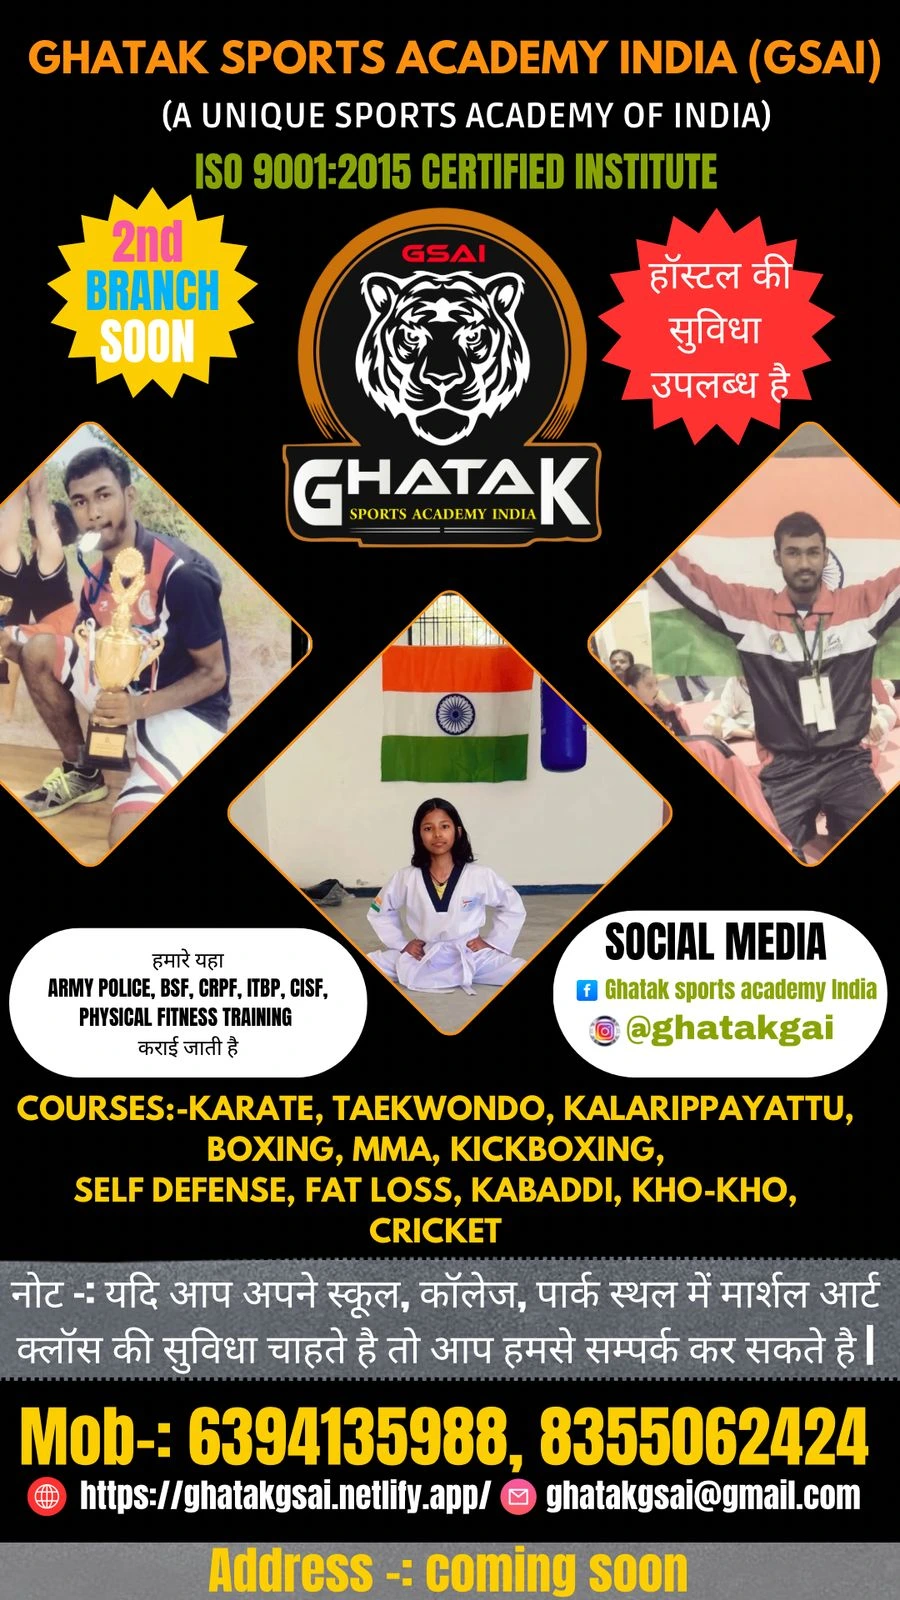 GHATAK SPORTS ACADEMY INDIA (GSAI)
(A UNIQUE SPORTS ACADEMY OF INDIA)
ISO 9001:2015 CERTIFIED INSTITUTE
2nd
BRANCH
SOON
GSAI
GHATAK
SPORTS ACADEMY INDIA
हॉस्टल की
सुविधा
उपलब्ध है
हमारे यहा
ARMY POLICE, BSF, CRPF, ITBP, CISF,
PHYSICAL FITNESS TRAINING
कराई जाती है
SOCIAL MEDIA
Ghatak sports academy India
@ghatakgai
COURSES:-KARATE, TAEKWONDO, KALARIPPAYATTU,
BOXING, MMA, KICKBOXING,
SELF DEFENSE, FAT LOSS, KABADDI, KHO-KHO,
CRICKET
नोट -: यदि आप अपने स्कूल, कॉलेज, पार्क स्थल में मार्शल आर्ट
क्लॉस की सुविधा चाहते है तो आप हमसे सम्पर्क कर सकते है |
Mob-: 6394135988, 8355062424
https://ghatakgsai.netlify.app/ ghatakgsai@gmail.com
Address -: coming soon